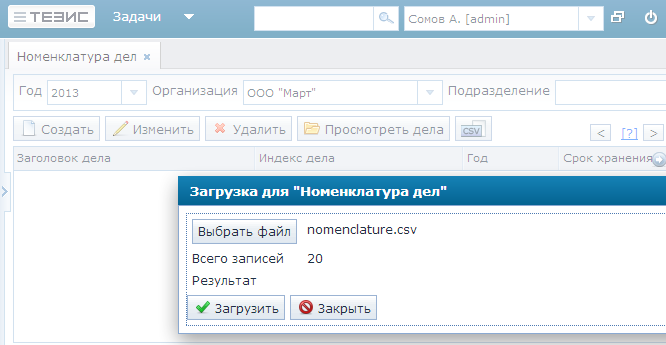 ТЕЗИС Задачи Сомов А. [admin]
Номенклатура дел
Год 2013 Организация ООО "Март" Подразделение
Создать Изменить Удалить Просмотреть дела CSV < [?] >
Заголовок дела Индекс дела Год Срок хранения
Загрузка для "Номенклатура дел"
Выбрать файл nomenclature.csv
Всего записей 20
Результат
Загрузить Закрыть